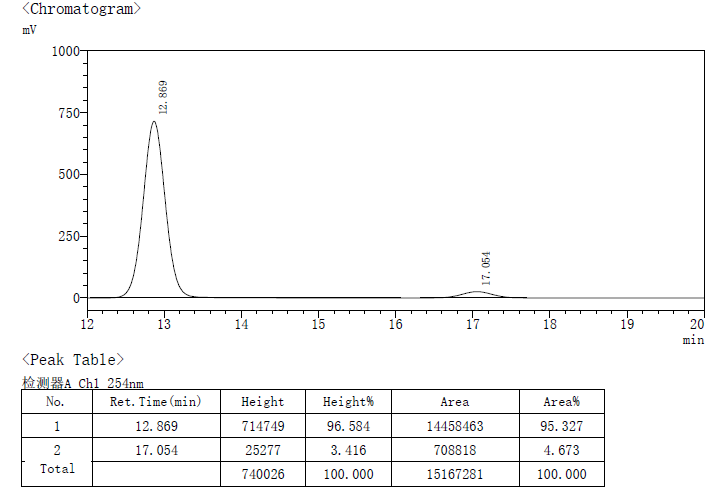 <Chromatogram>
mV
1000
750
500
250
0
12.869
17.054
12 13 14 15 16 17 18 19 20
min
<Peak Table>
检测器A Ch1 254nm
No. Ret.Time(min) Height Height% Area Area%
1 12.869 714749 96.584 14458463 95.327
2 17.054 25277 3.416 708818 4.673
Total 740026 100.000 15167281 100.000